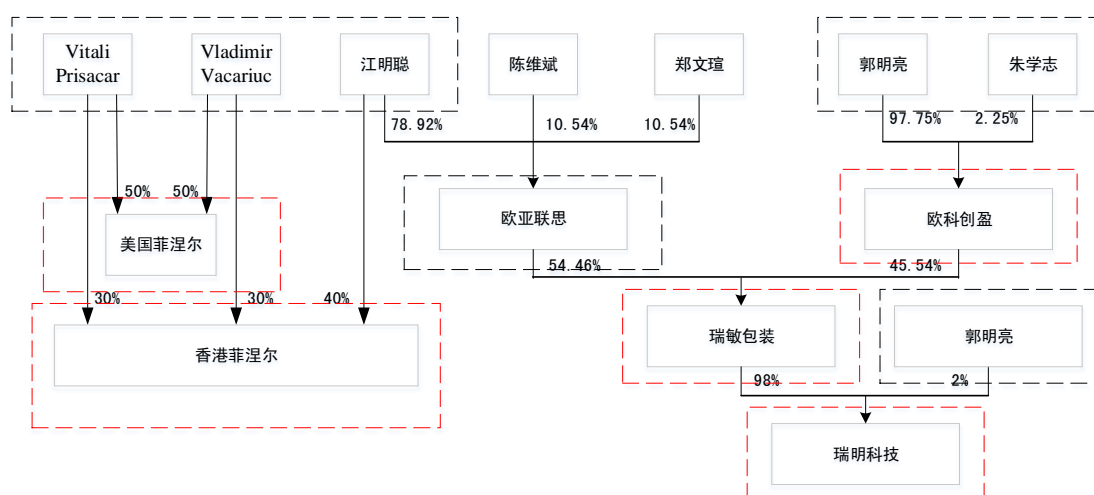 Vitali
Prisacar
Vladimir
Vacariuc
江明聪
陈维斌
郑文瑄
郭明亮
朱学志
78.92%
10.54%
10.54%
97.75%
2.25%
50%
50%
美国菲涅尔
欧亚联思
欧科创盈
54.46%
45.54%
30%
30%
40%
香港菲涅尔
瑞敏包装
郭明亮
98%
2%
瑞明科技